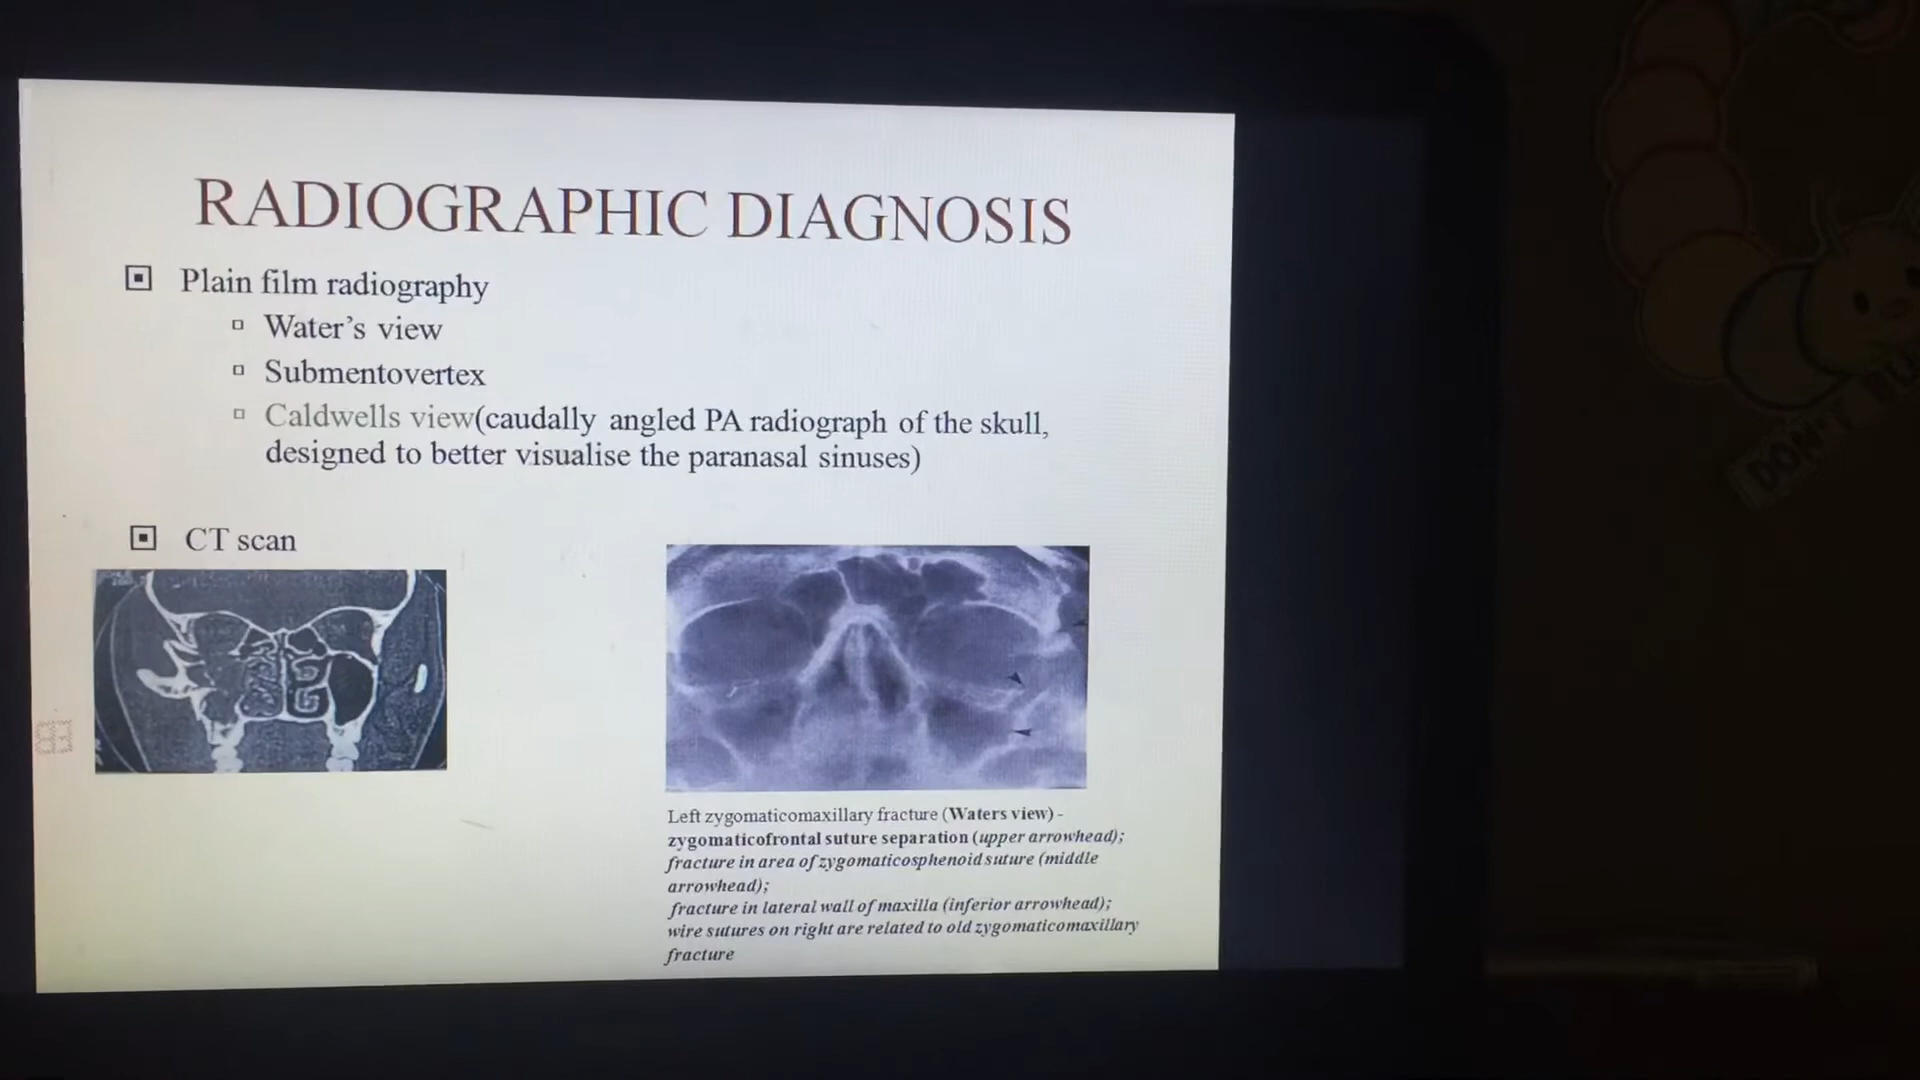 RADIOGRAPHIC DIAGNOSIS
Plain film radiography
Water's view
Submentovertex
Caldwells view(caudally angled PA radiograph of the skull,
designed to better visualise the paranasal sinuses)
CT scan
Left zygomaticomaxillary fracture (Waters view) -
zygomaticofrontal suture separation (upper arrowhead);
fracture in area of zygomaticosphenoid suture (middle
arrowhead);
fracture in lateral wall of maxilla (inferior arrowhead);
wire sutures on right are related to old zygomaticomaxillary
fracture
DON'T